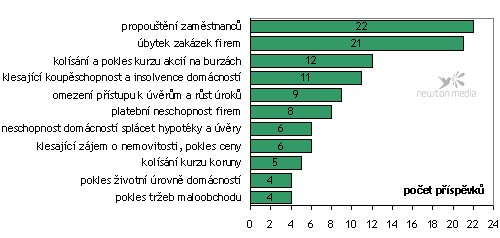 propouštění zaměstnanců 22
úbytek zakázek firem 21
kolísání a pokles kurzu akcií na burzách 12
klesající koupěschopnost a insolvence domácností 11
omezení přístupu k úvěrům a růst úroků 9
platební neschopnost firem 8
neschopnost domácností splácet hypotéky a úvěry 6
klesající zájem o nemovitosti, pokles ceny 6
kolísání kurzu koruny 5
pokles životní úrovně domácností 4
pokles tržeb maloobchodu 4
newton media
počet příspěvků
0 2 4 6 8 10 12 14 16 18 20 22 24